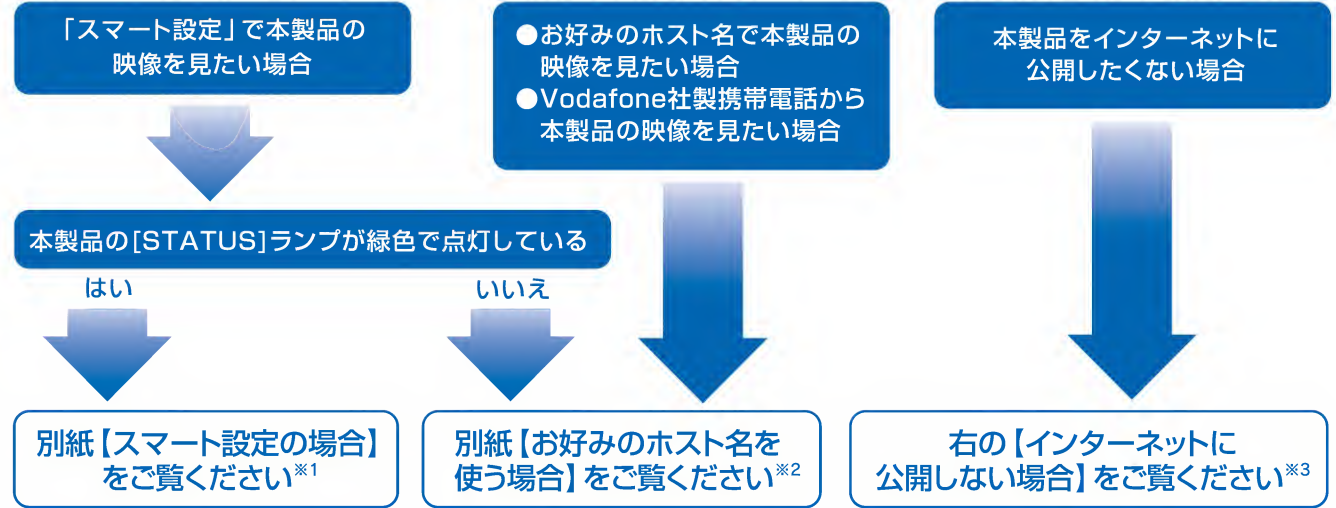 「スマート設定」で本製品の
映像を見たい場合
●お好みのホスト名で本製品の
映像を見たい場合
●Vodafone社製携帯電話から
本製品の映像を見たい場合
本製品をインターネットに
公開したくない場合
本製品の[STATUS]ランプが緑色で点灯している
はい
いいえ
別紙【スマート設定の場合】
をご覧ください※1
別紙【お好みのホスト名を
使う場合】をご覧ください※2
右の【インターネットに
公開しない場合】をご覧ください※3